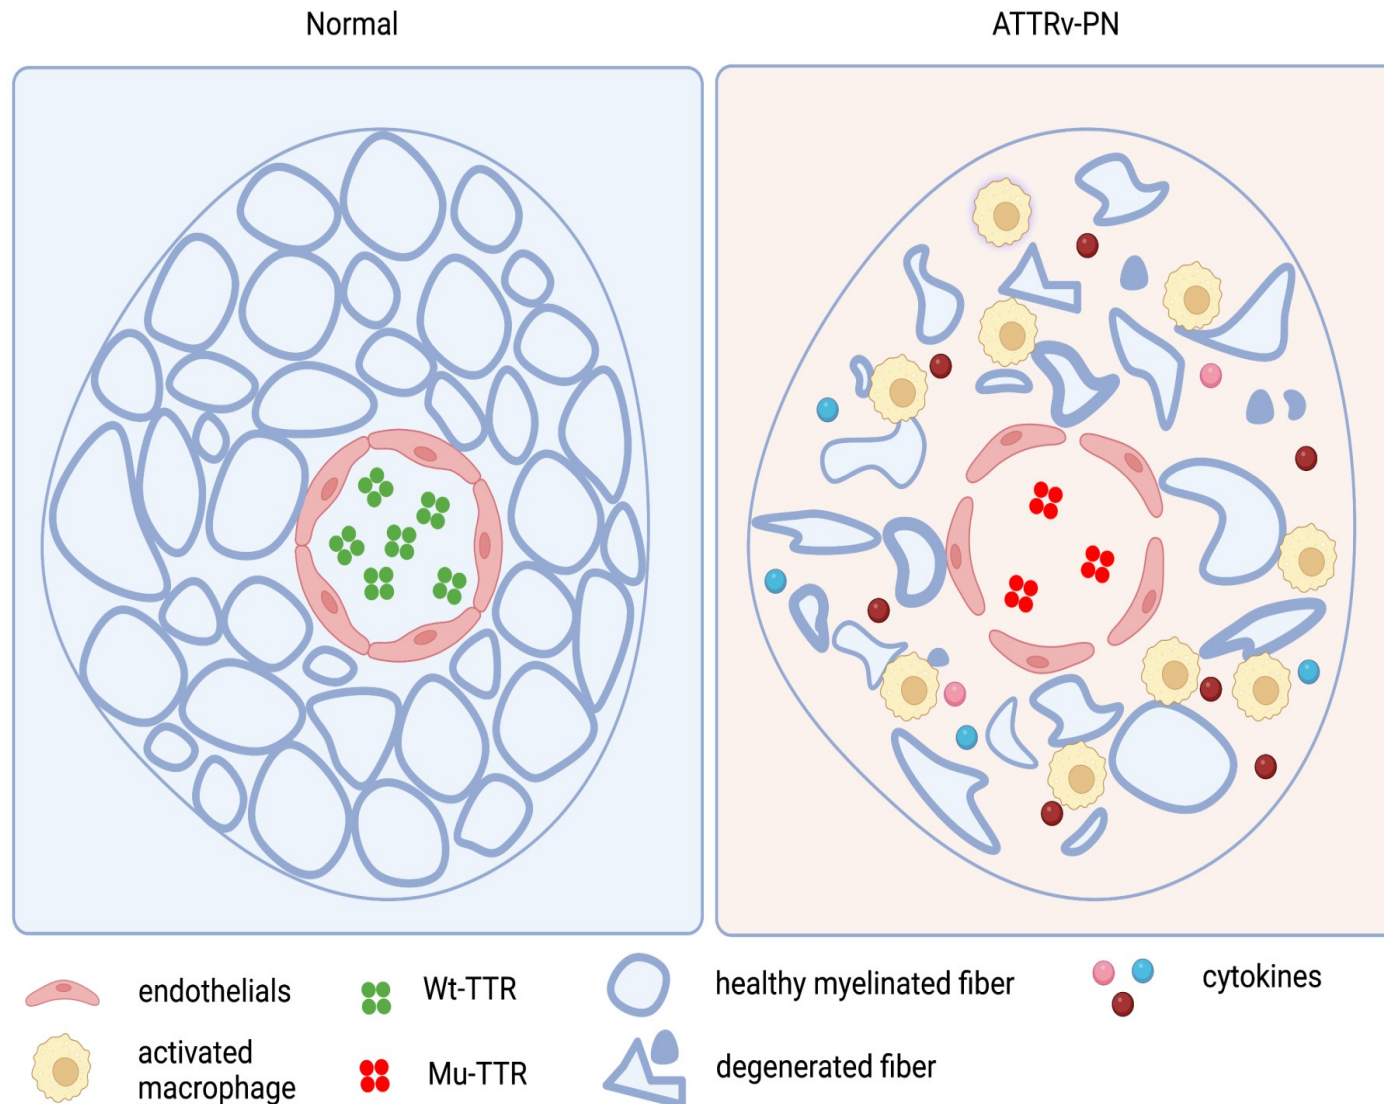 Normal
ATTRv-PN
endothelials
Wt-TTR
healthy myelinated fiber
cytokines
activated
macrophage
Mu-TTR
degenerated fiber